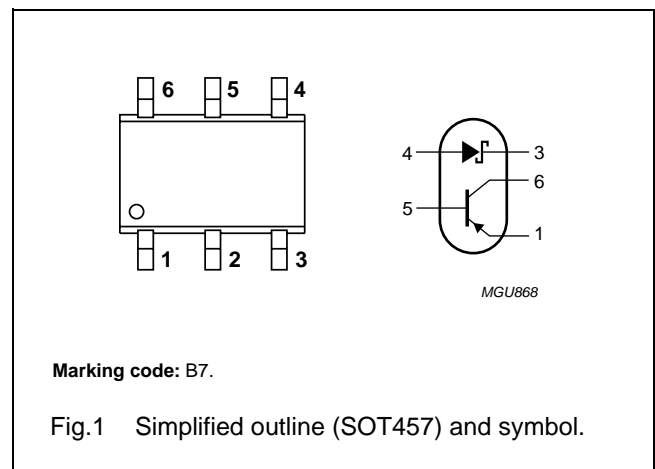 6 5 4
1 2 3
4 3
6
5
1
MGU868
Marking code: B7.
Fig.1 Simplified outline (SOT457) and symbol.